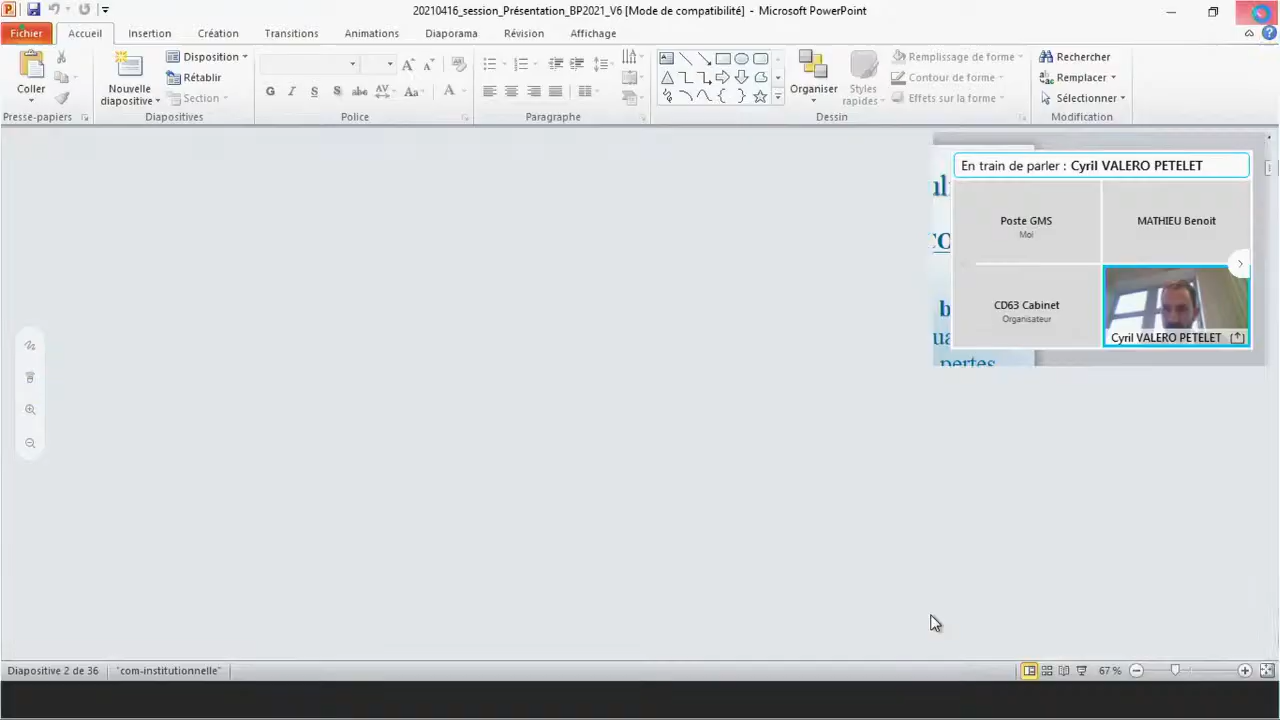 20210416_session_Présentation_BP2021_V6 [Mode de compatibilité] - Microsoft PowerPoint
Fichier Accueil Insertion Création Transitions Animations Diaporama Révision Affichage
Coller
Presse-papiers
Nouvelle
diapositive
Disposition
Rétablir
Section
Diapositives
G I S S abc AV Aa A
Police
Paragraphe
Organiser
Styles
rapides
Remplissage de forme
Contour de forme
Effets sur la forme
Dessin
Rechercher
Remplacer
Sélectionner
Modification
En train de parler : Cyril VALERO PETELET
Poste GMS
Moi
MATHIEU Benoit
CD63 Cabinet
Organisateur
Cyril VALERO PETELET
pertes
Diapositive 2 de 36 "com-institutionnelle" 67 %